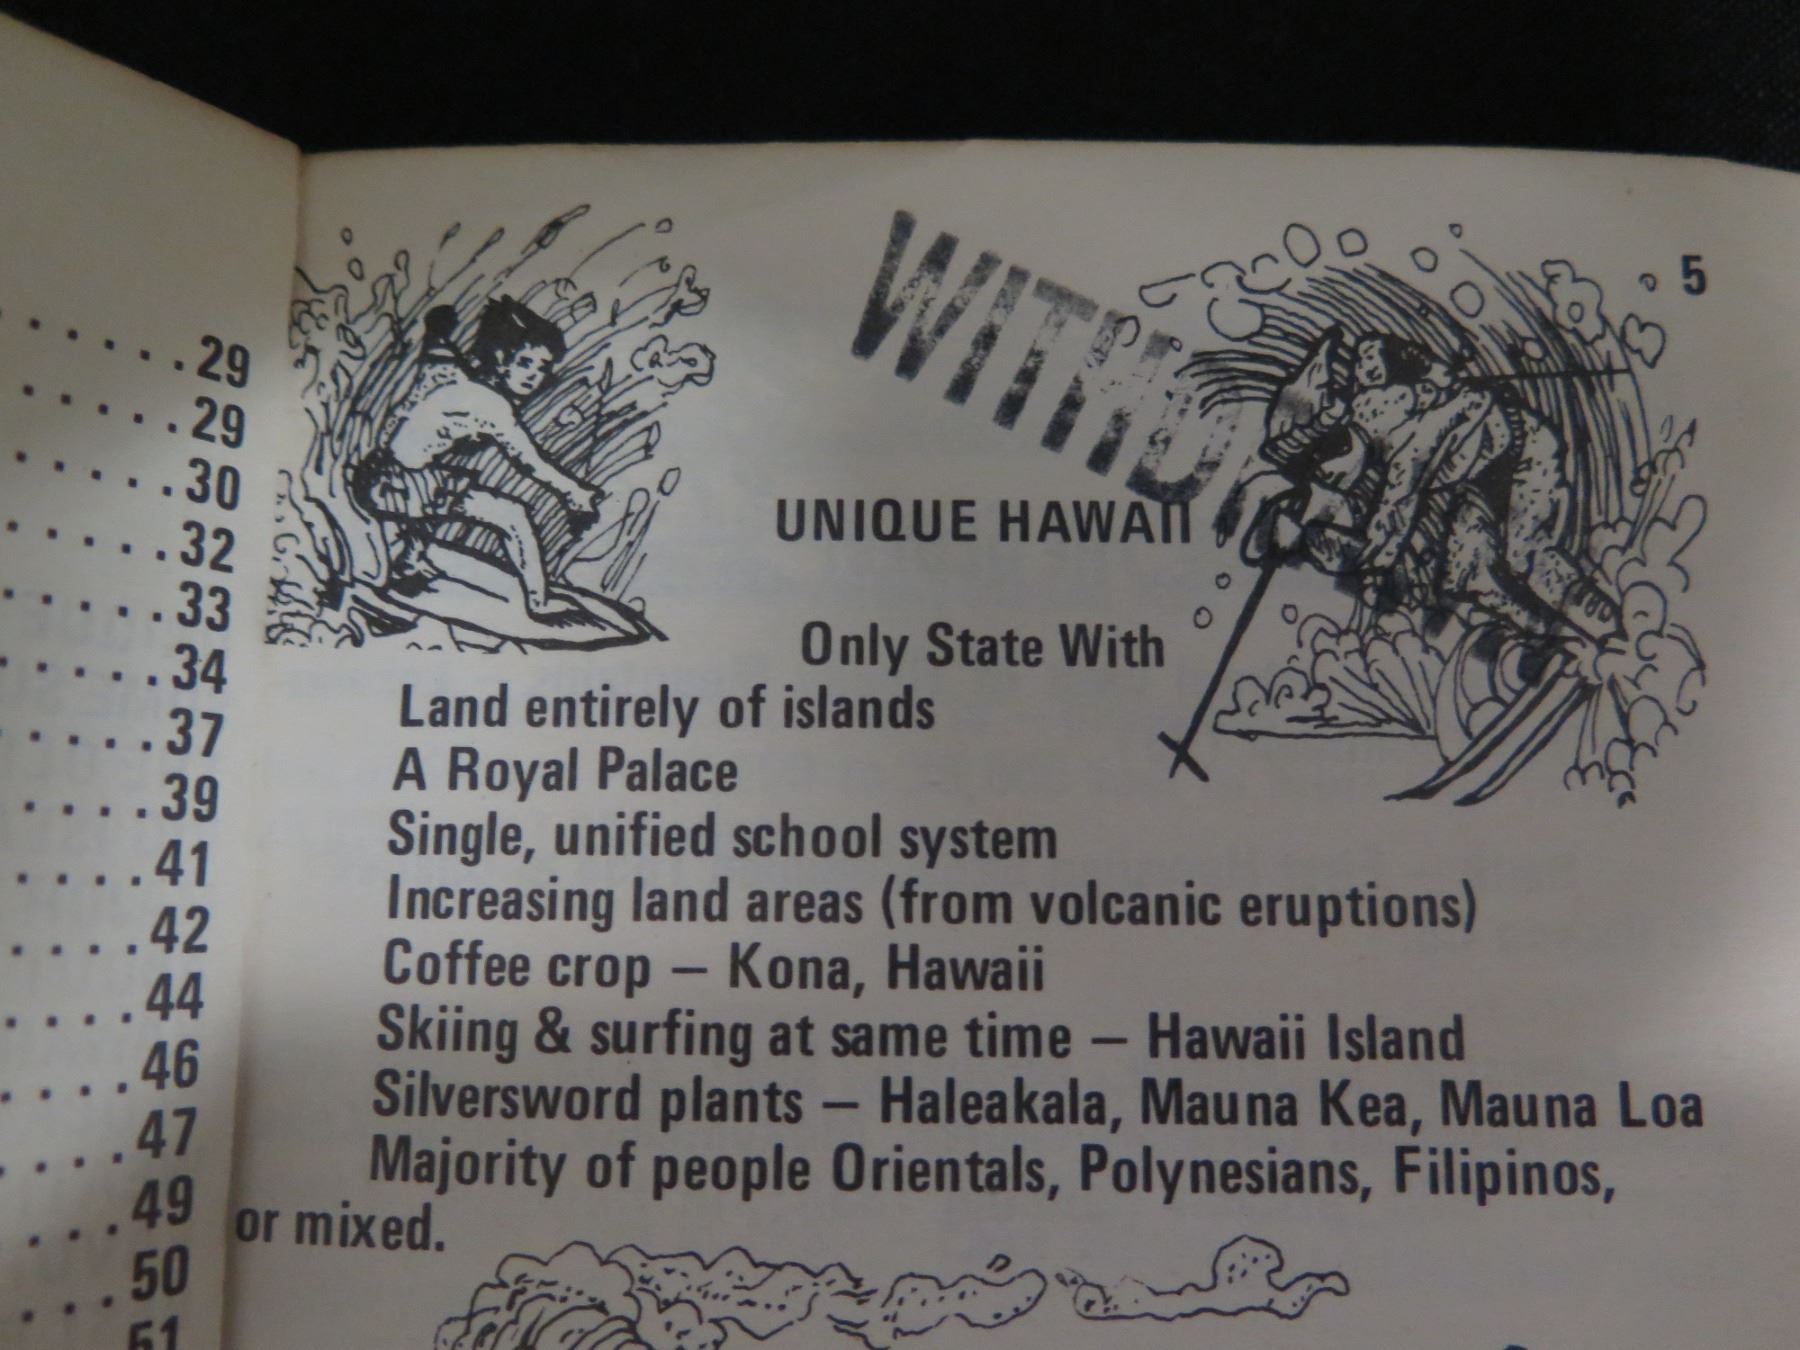 29
29
30
32
33
34
37
39
41
42
44
46
47
49
50
51
5
UNIQUE HAWAII
Only State With
Land entirely of islands
A Royal Palace
Single, unified school system
Increasing land areas (from volcanic eruptions)
Coffee crop – Kona, Hawaii
Skiing & surfing at same time – Hawaii Island
Silversword plants – Haleakala, Mauna Kea, Mauna Loa
Majority of people Orientals, Polynesians, Filipinos,
or mixed.